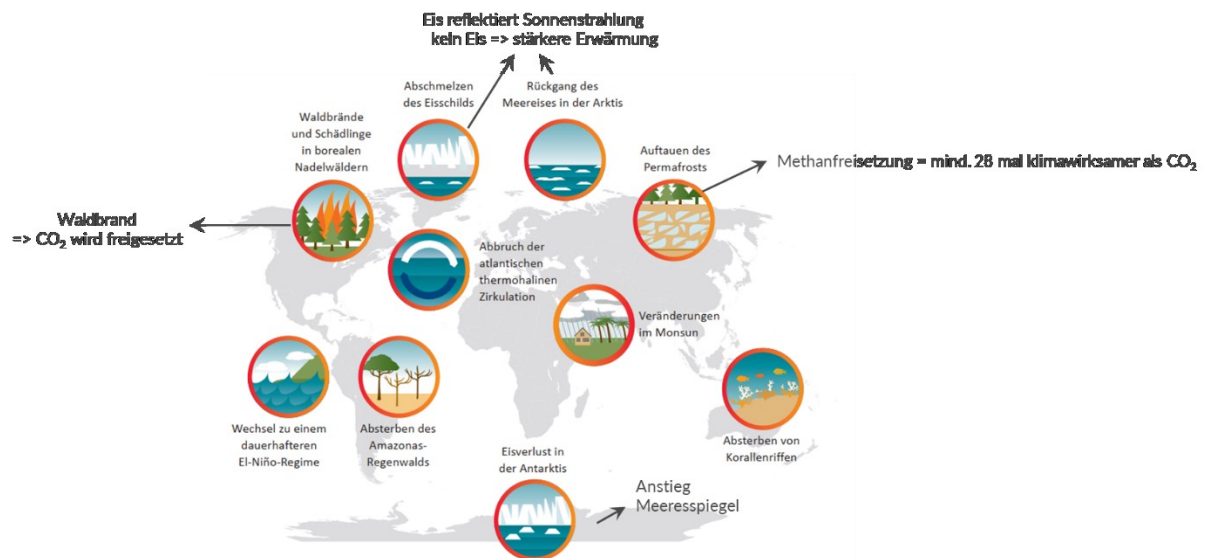 Eis reflektiert Sonnenstrahlung
kein Eis => stärkere Erwärmung
Abschmelzen
des Eisschilds
Rückgang des
Meereises in der Arktis
Waldbrände
und Schädlinge
in borealen
Nadelwäldern
Auftauen des
Permafrosts
Methanfreisetzung = mind. 28 mal klimawirksamer als CO₂
Waldbrand
=> CO₂ wird freigesetzt
Abbruch der
atlantischen
thermohalinen
Zirkulation
Veränderungen
im Monsun
Wechsel zu einem
dauerhafteren
El-Niño-Regime
Absterben des
Amazonas-
Regenwalds
Absterben von
Korallenriffen
Eisverlust in
der Antarktis
Anstieg
Meeresspiegel